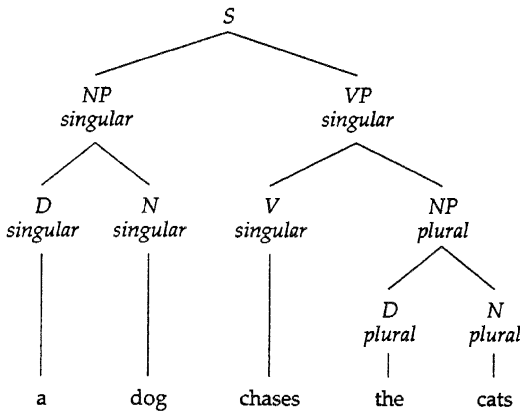 S
NP VP
singular singular
D N V NP
singular singular singular plural
D N
plural plural
a dog chases the cats